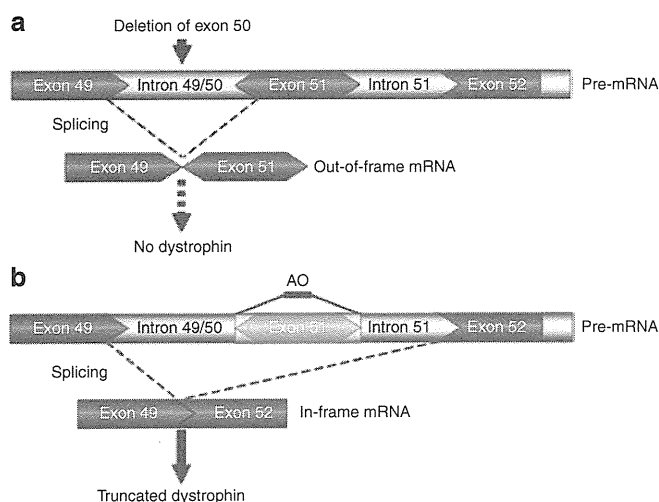 a
Deletion of exon 50
Exon 49 Intron 49/50 Exon 51 Intron 51 Exon 52 Pre-mRNA
Splicing
Exon 49 Exon 51 Out-of-frame mRNA
No dystrophin
b
AO
Exon 49 Intron 49/50 Exon 51 Intron 51 Exon 52 Pre-mRNA
Splicing
Exon 49 Exon 52 In-frame mRNA
Truncated dystrophin